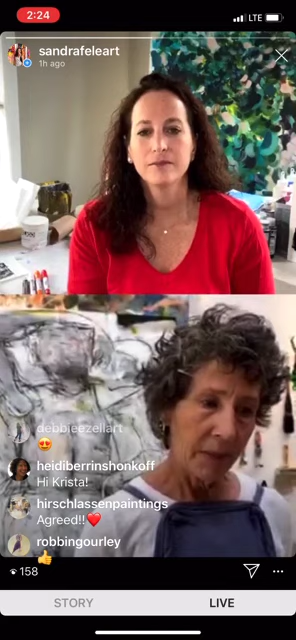 2:24
LTE
sandrafeleart
1h ago
debbieezellart
😍
heidiberrinshonkoff
Hi Krista!
hirschlassenpaintings
Agreed!!❤️
robbingourley
👍
158
STORY
LIVE